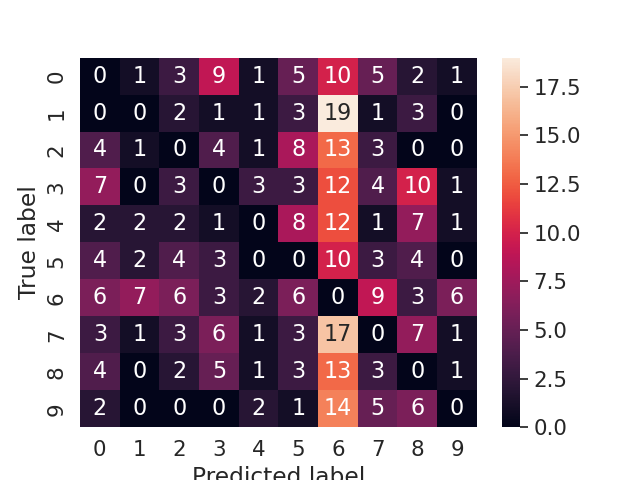 0 0 1 3 9 1 5 10 5 2 1
1 0 0 2 1 1 3 19 1 3 0
2 4 1 0 4 1 8 13 3 0 0
3 7 0 3 0 3 3 12 4 10 1
4 2 2 2 1 0 8 12 1 7 1
5 4 2 4 3 0 0 10 3 4 0
6 6 7 6 3 2 6 0 9 3 6
7 3 1 3 6 1 3 17 0 7 1
8 4 0 2 5 1 3 13 3 0 1
9 2 0 0 0 2 1 14 5 6 0
0 1 2 3 4 5 6 7 8 9
Predicted label
True label
17.5
15.0
12.5
10.0
7.5
5.0
2.5
0.0